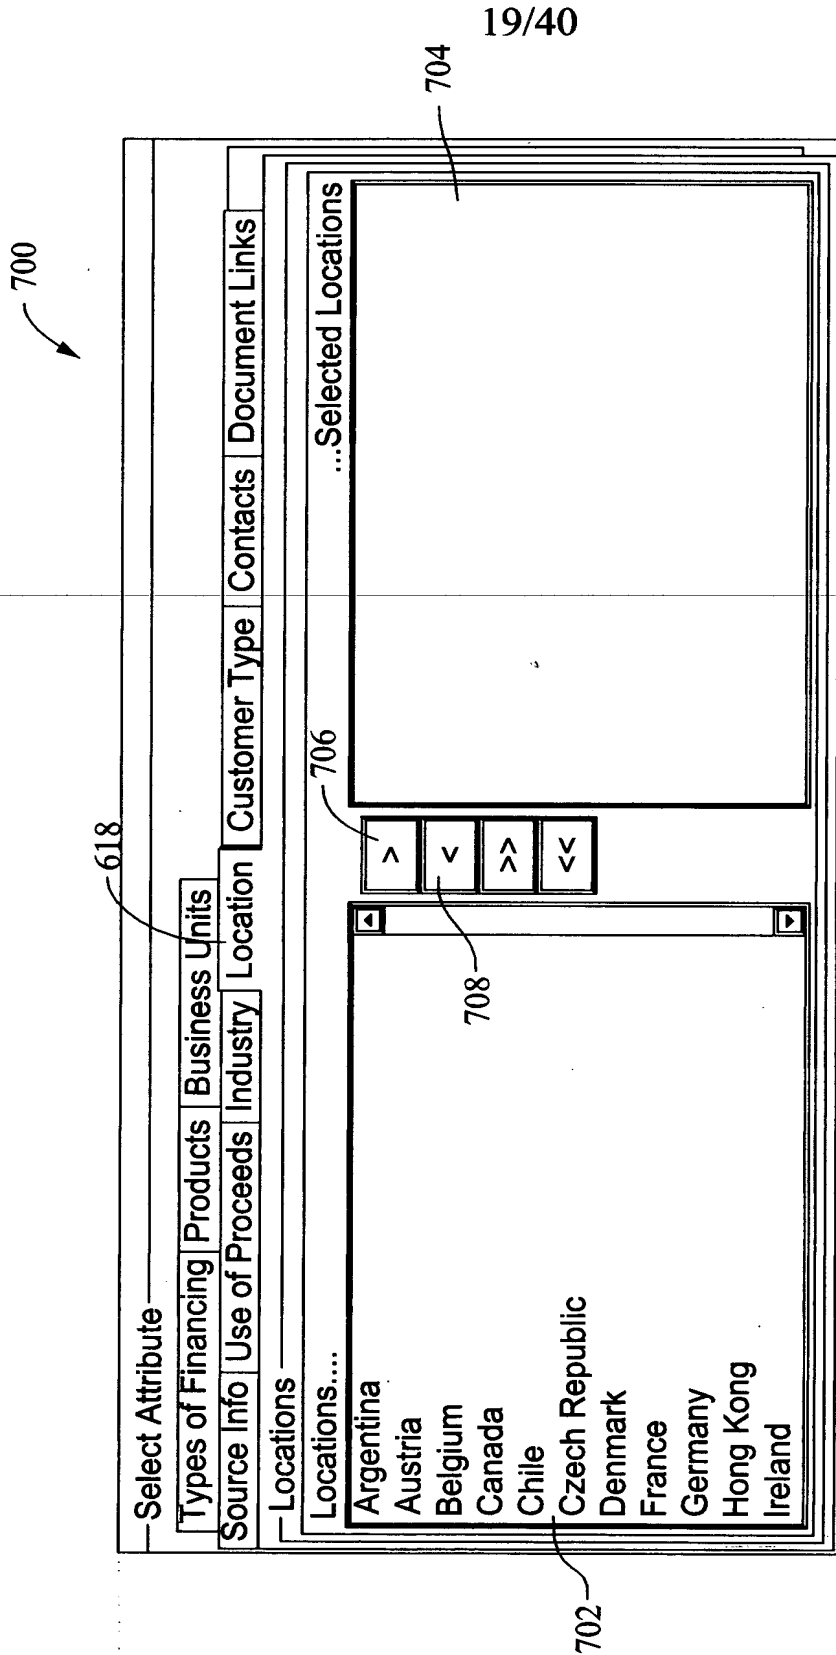 19/40
700
Select Attribute
618
Types of Financing Products Business Units
Source Info Use of Proceeds Industry Location Customer Type Contacts Document Links
Locations
706
704
Locations....
...Selected Locations
Argentina
Austria
Belgium
Canada
Chile
Czech Republic
Denmark
France
Germany
Hong Kong
Ireland
>
<
>>
<<
708
702